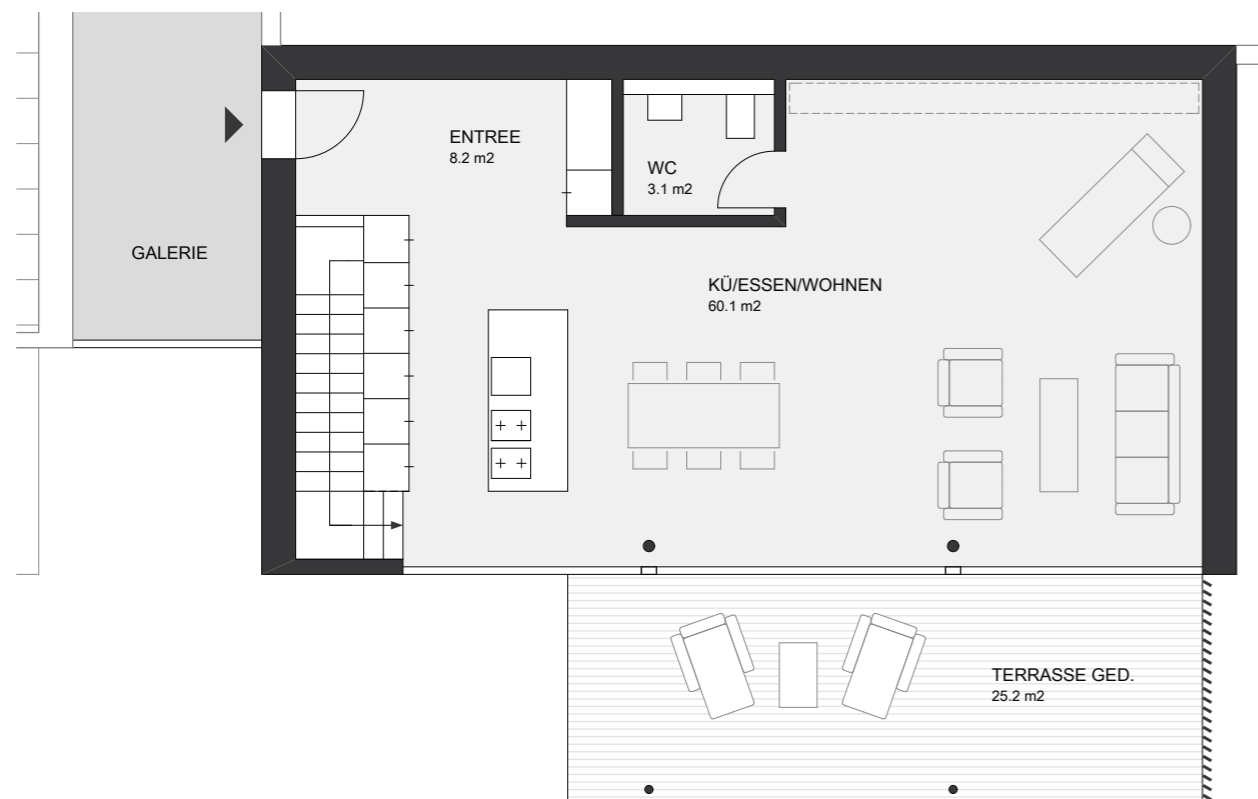 ENTREE
8.2 m2
WC
3.1 m2
GALERIE
KÜ/ESSEN/WOHNEN
60.1 m2
TERRASSE GED.
25.2 m2